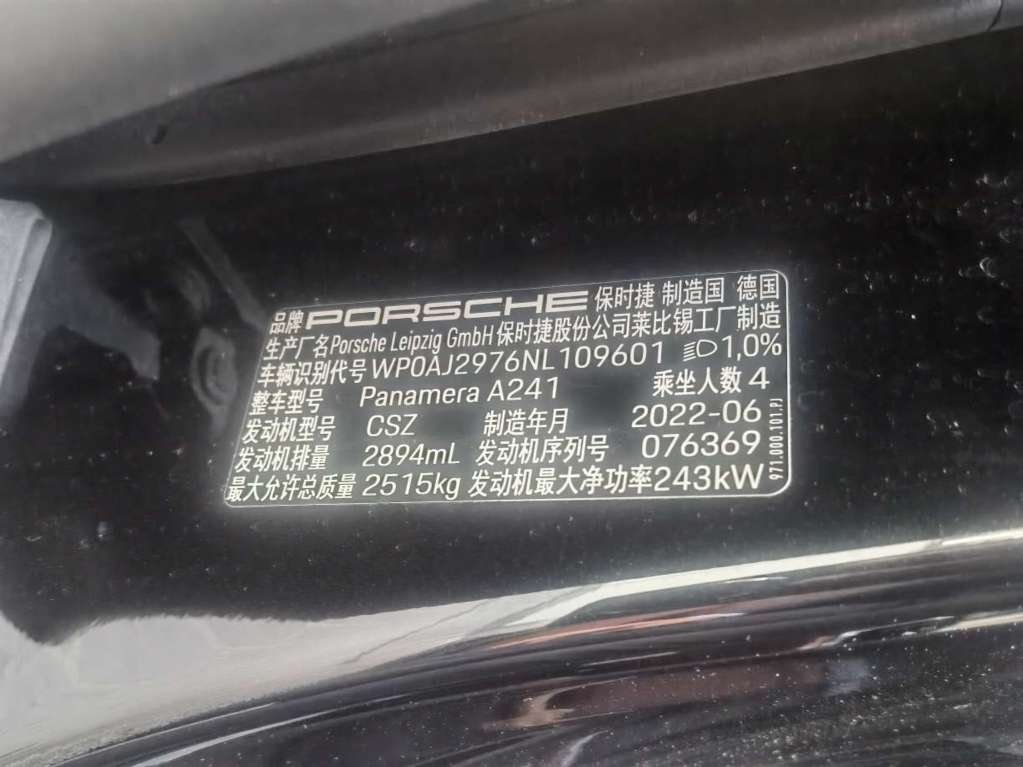 品牌 PORSCHE 保时捷 制造国 德国
生产厂名 Porsche Leipzig GmbH 保时捷股份公司莱比锡工厂制造
车辆识别代号 WP0AJ2976NL109601 1,0%
整车型号 Panamera A241 乘坐人数 4
发动机型号 CSZ 制造年月 2022-06
发动机排量 2894mL 发动机序列号 076369
最大允许总质量 2515kg 发动机最大净功率 243kW
971.000.101.PJ